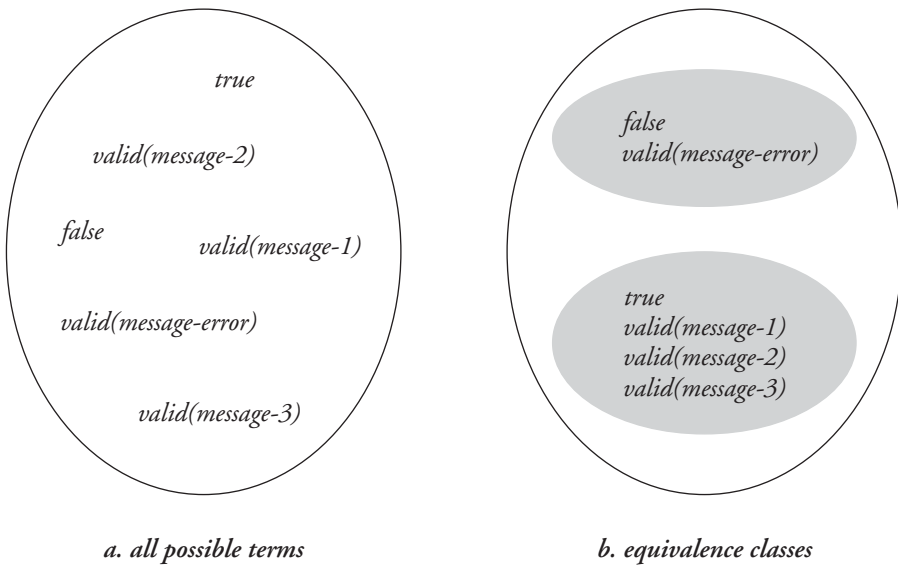 true
valid(message-2)
false
valid(message-1)
valid(message-error)
valid(message-3)
a. all possible terms
false
valid(message-error)
true
valid(message-1)
valid(message-2)
valid(message-3)
b. equivalence classes